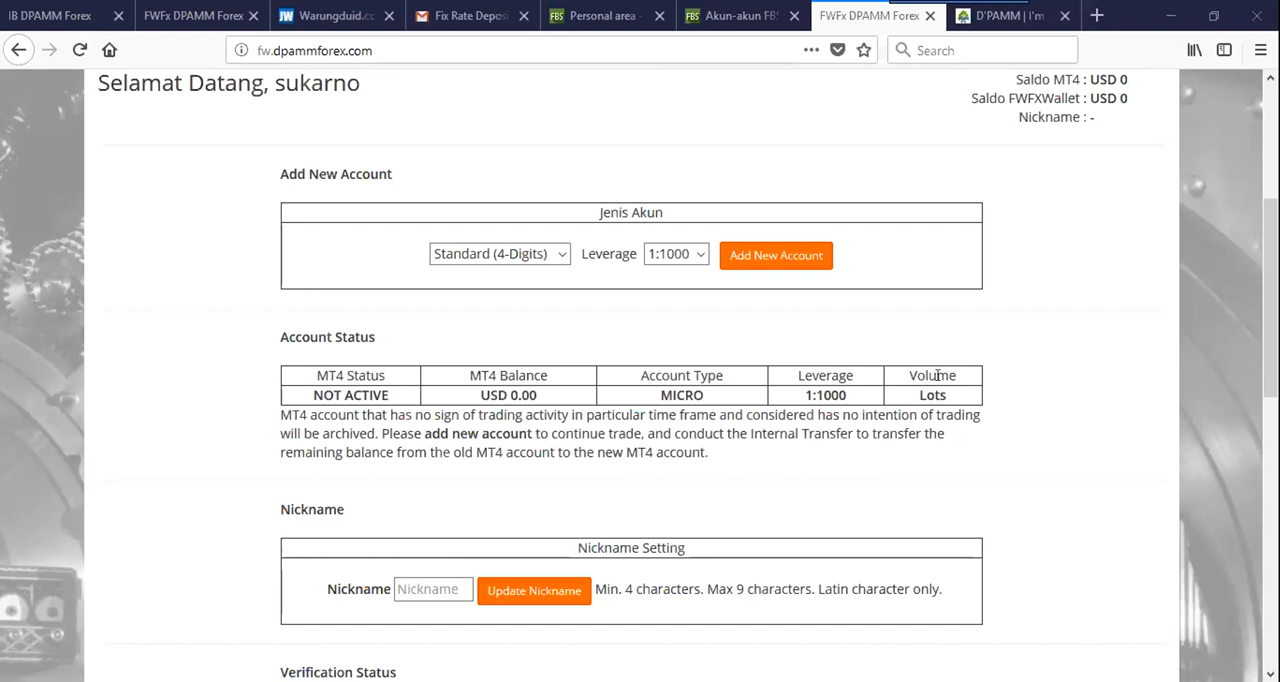 IB DPAMM Forex
FWFx DPAMM Forex
Warungduid.c
Fix Rate Depos
FBS Personal area -
FBS Akun-akun FB
FWFx DPAMM Forex
D'PAMM | i'm
fw.dpammforex.com
Search
Selamat Datang, sukarno
Saldo MT4 : USD 0
Saldo FWFXWallet : USD 0
Nickname : -
Add New Account
Jenis Akun
Standard (4-Digits) Leverage 1:1000 Add New Account
Account Status
MT4 Status MT4 Balance Account Type Leverage Volume
NOT ACTIVE USD 0.00 MICRO 1:1000 Lots
MT4 account that has no sign of trading activity in particular time frame and considered has no intention of trading
will be archived. Please add new account to continue trade, and conduct the Internal Transfer to transfer the
remaining balance from the old MT4 account to the new MT4 account.
Nickname
Nickname Setting
Nickname Nickname Update Nickname Min. 4 characters. Max 9 characters. Latin character only.
Verification Status